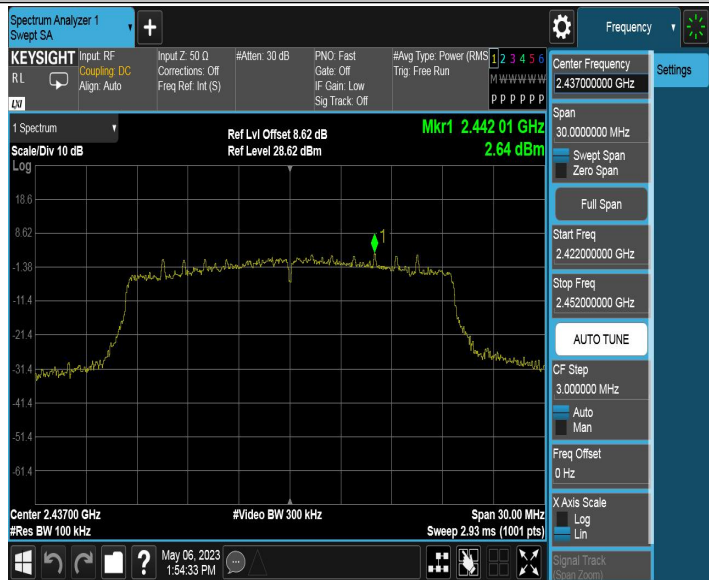 Spectrum Analyzer 1
Swept SA
+
Frequency
KEYSIGHT
RL
LXI
Input: RF
Coupling: DC
Align: Auto
Input Z: 50 Ω
Corrections: Off
Freq Ref: Int (S)
#Atten: 30 dB
PNO: Fast
Gate: Off
IF Gain: Low
Sig Track: Off
#Avg Type: Power (RMS
Trig: Free Run
1 2 3 4 5 6
M W W W W W
P P P P P P
Center Frequency
2.437000000 GHz
Settings
Span
30.0000000 MHz
Swept Span
Zero Span
Full Span
Start Freq
2.422000000 GHz
Stop Freq
2.452000000 GHz
AUTO TUNE
CF Step
3.000000 MHz
Auto
Man
Freq Offset
0 Hz
X Axis Scale
Log
Lin
Signal Track
(Span Zoom)
1 Spectrum
Scale/Div 10 dB
Log
Ref Lvl Offset 8.62 dB
Ref Level 28.62 dBm
Mkr1 2.442 01 GHz
2.64 dBm
1
18.6
8.62
-1.38
-11.4
-21.4
-31.4
-41.4
-51.4
-61.4
Center 2.43700 GHz
#Video BW 300 kHz
Span 30.00 MHz
#Res BW 100 kHz
Sweep 2.93 ms (1001 pts)
?
May 06, 2023
1:54:33 PM